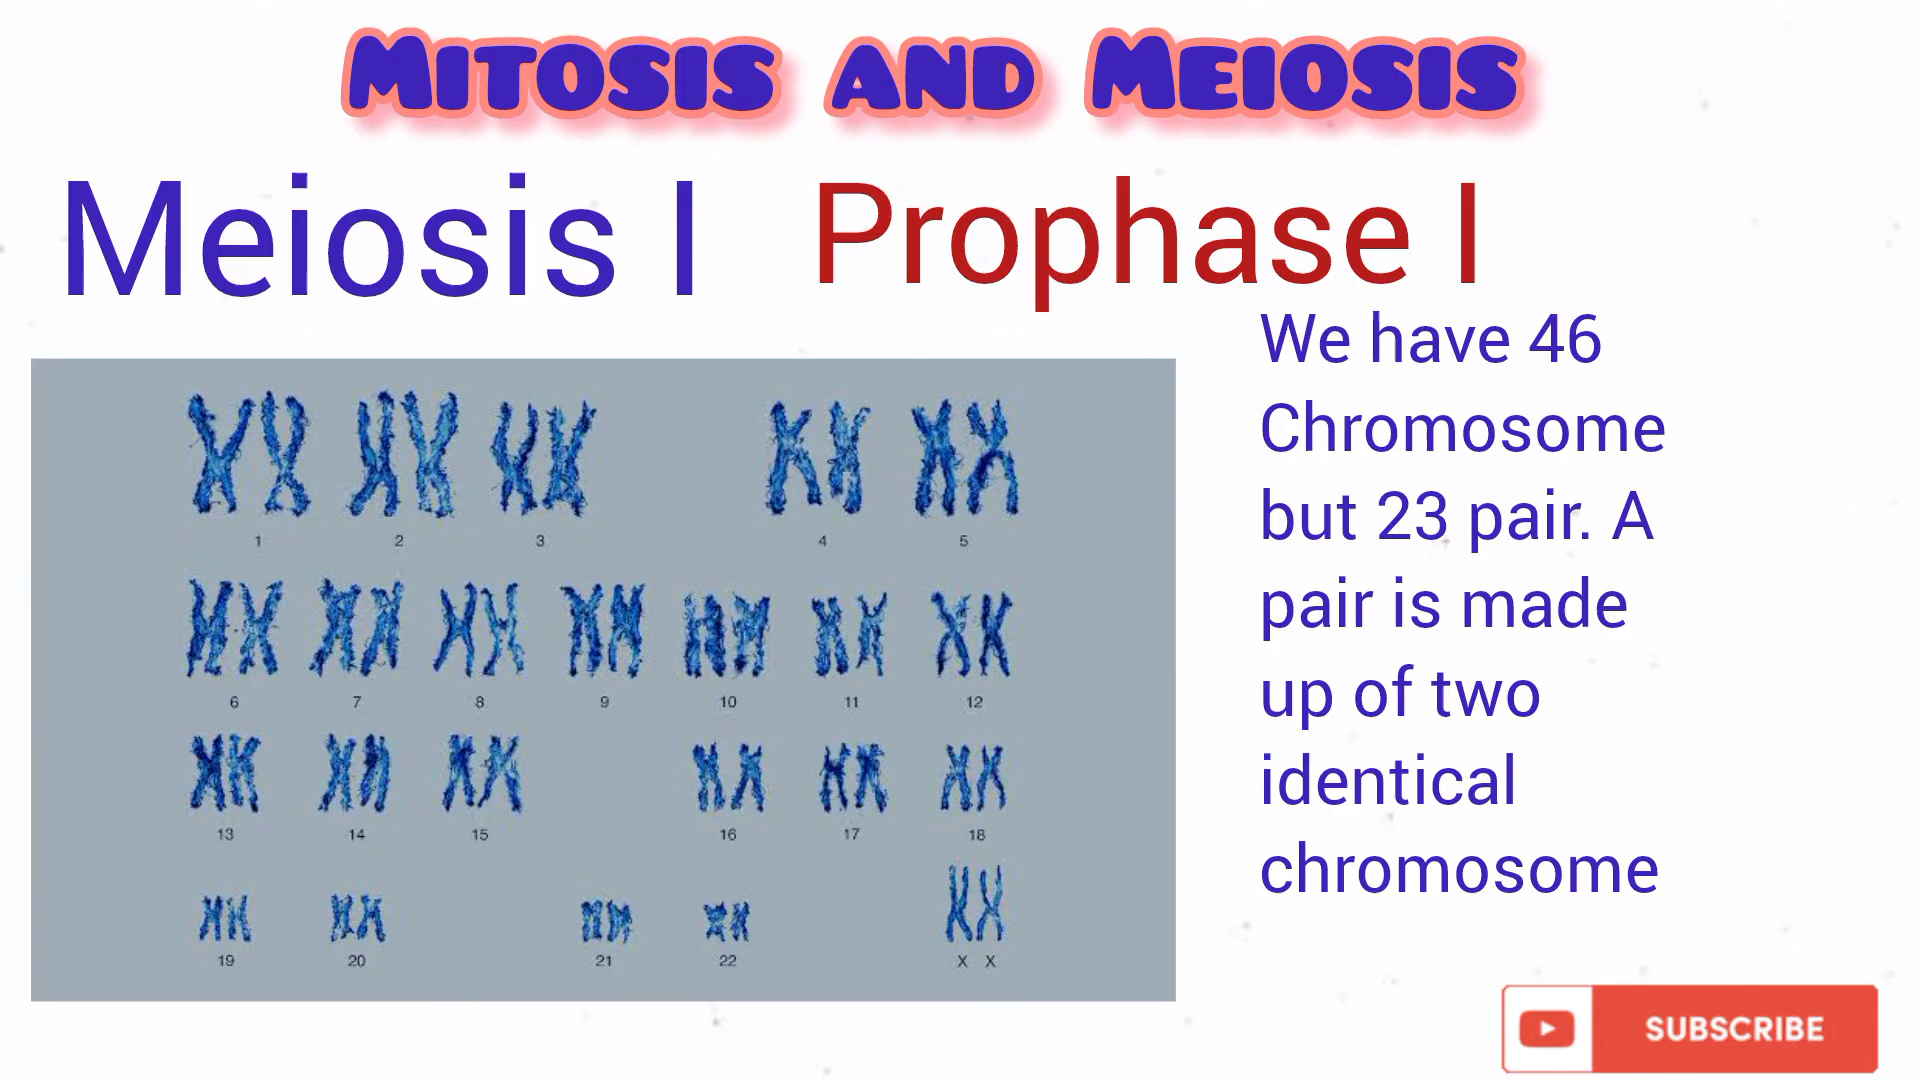 MITOSIS AND MEIOSIS
Meiosis I Prophase I
We have 46
Chromosome
but 23 pair. A
pair is made
up of two
identical
chromosome
1 2 3 4 5
6 7 8 9 10 11 12
13 14 15 16 17 18
19 20 21 22 X X
SUBSCRIBE